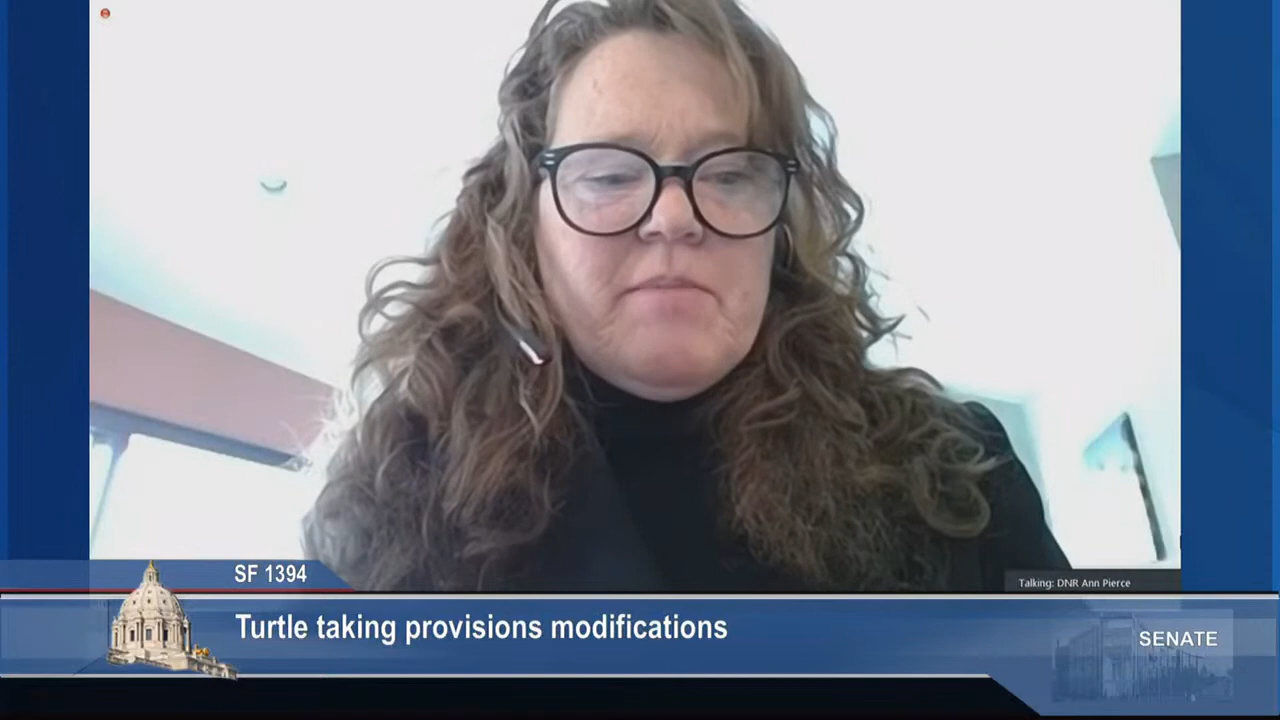 Talking: DNR Ann Pierce
SF 1394
Turtle taking provisions modifications
SENATE